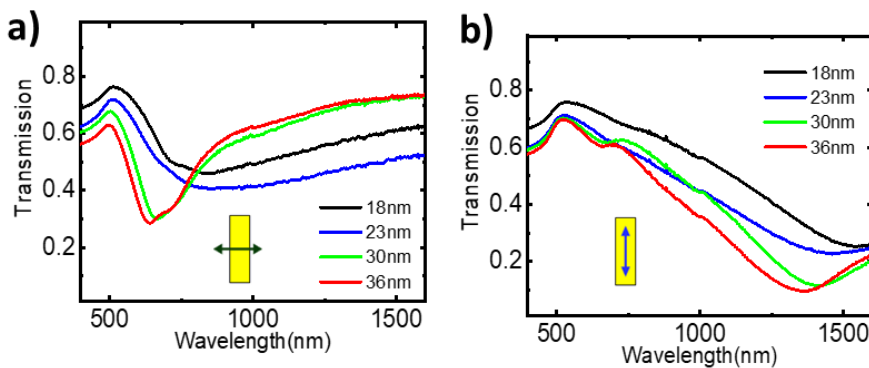 a)
Transmission
0.8
0.6
0.4
0.2
18nm
23nm
30nm
36nm
500
1000
1500
Wavelength(nm)
b)
Transmission
0.8
0.6
0.4
0.2
18nm
23nm
30nm
36nm
500
1000
1500
Wavelength(nm)